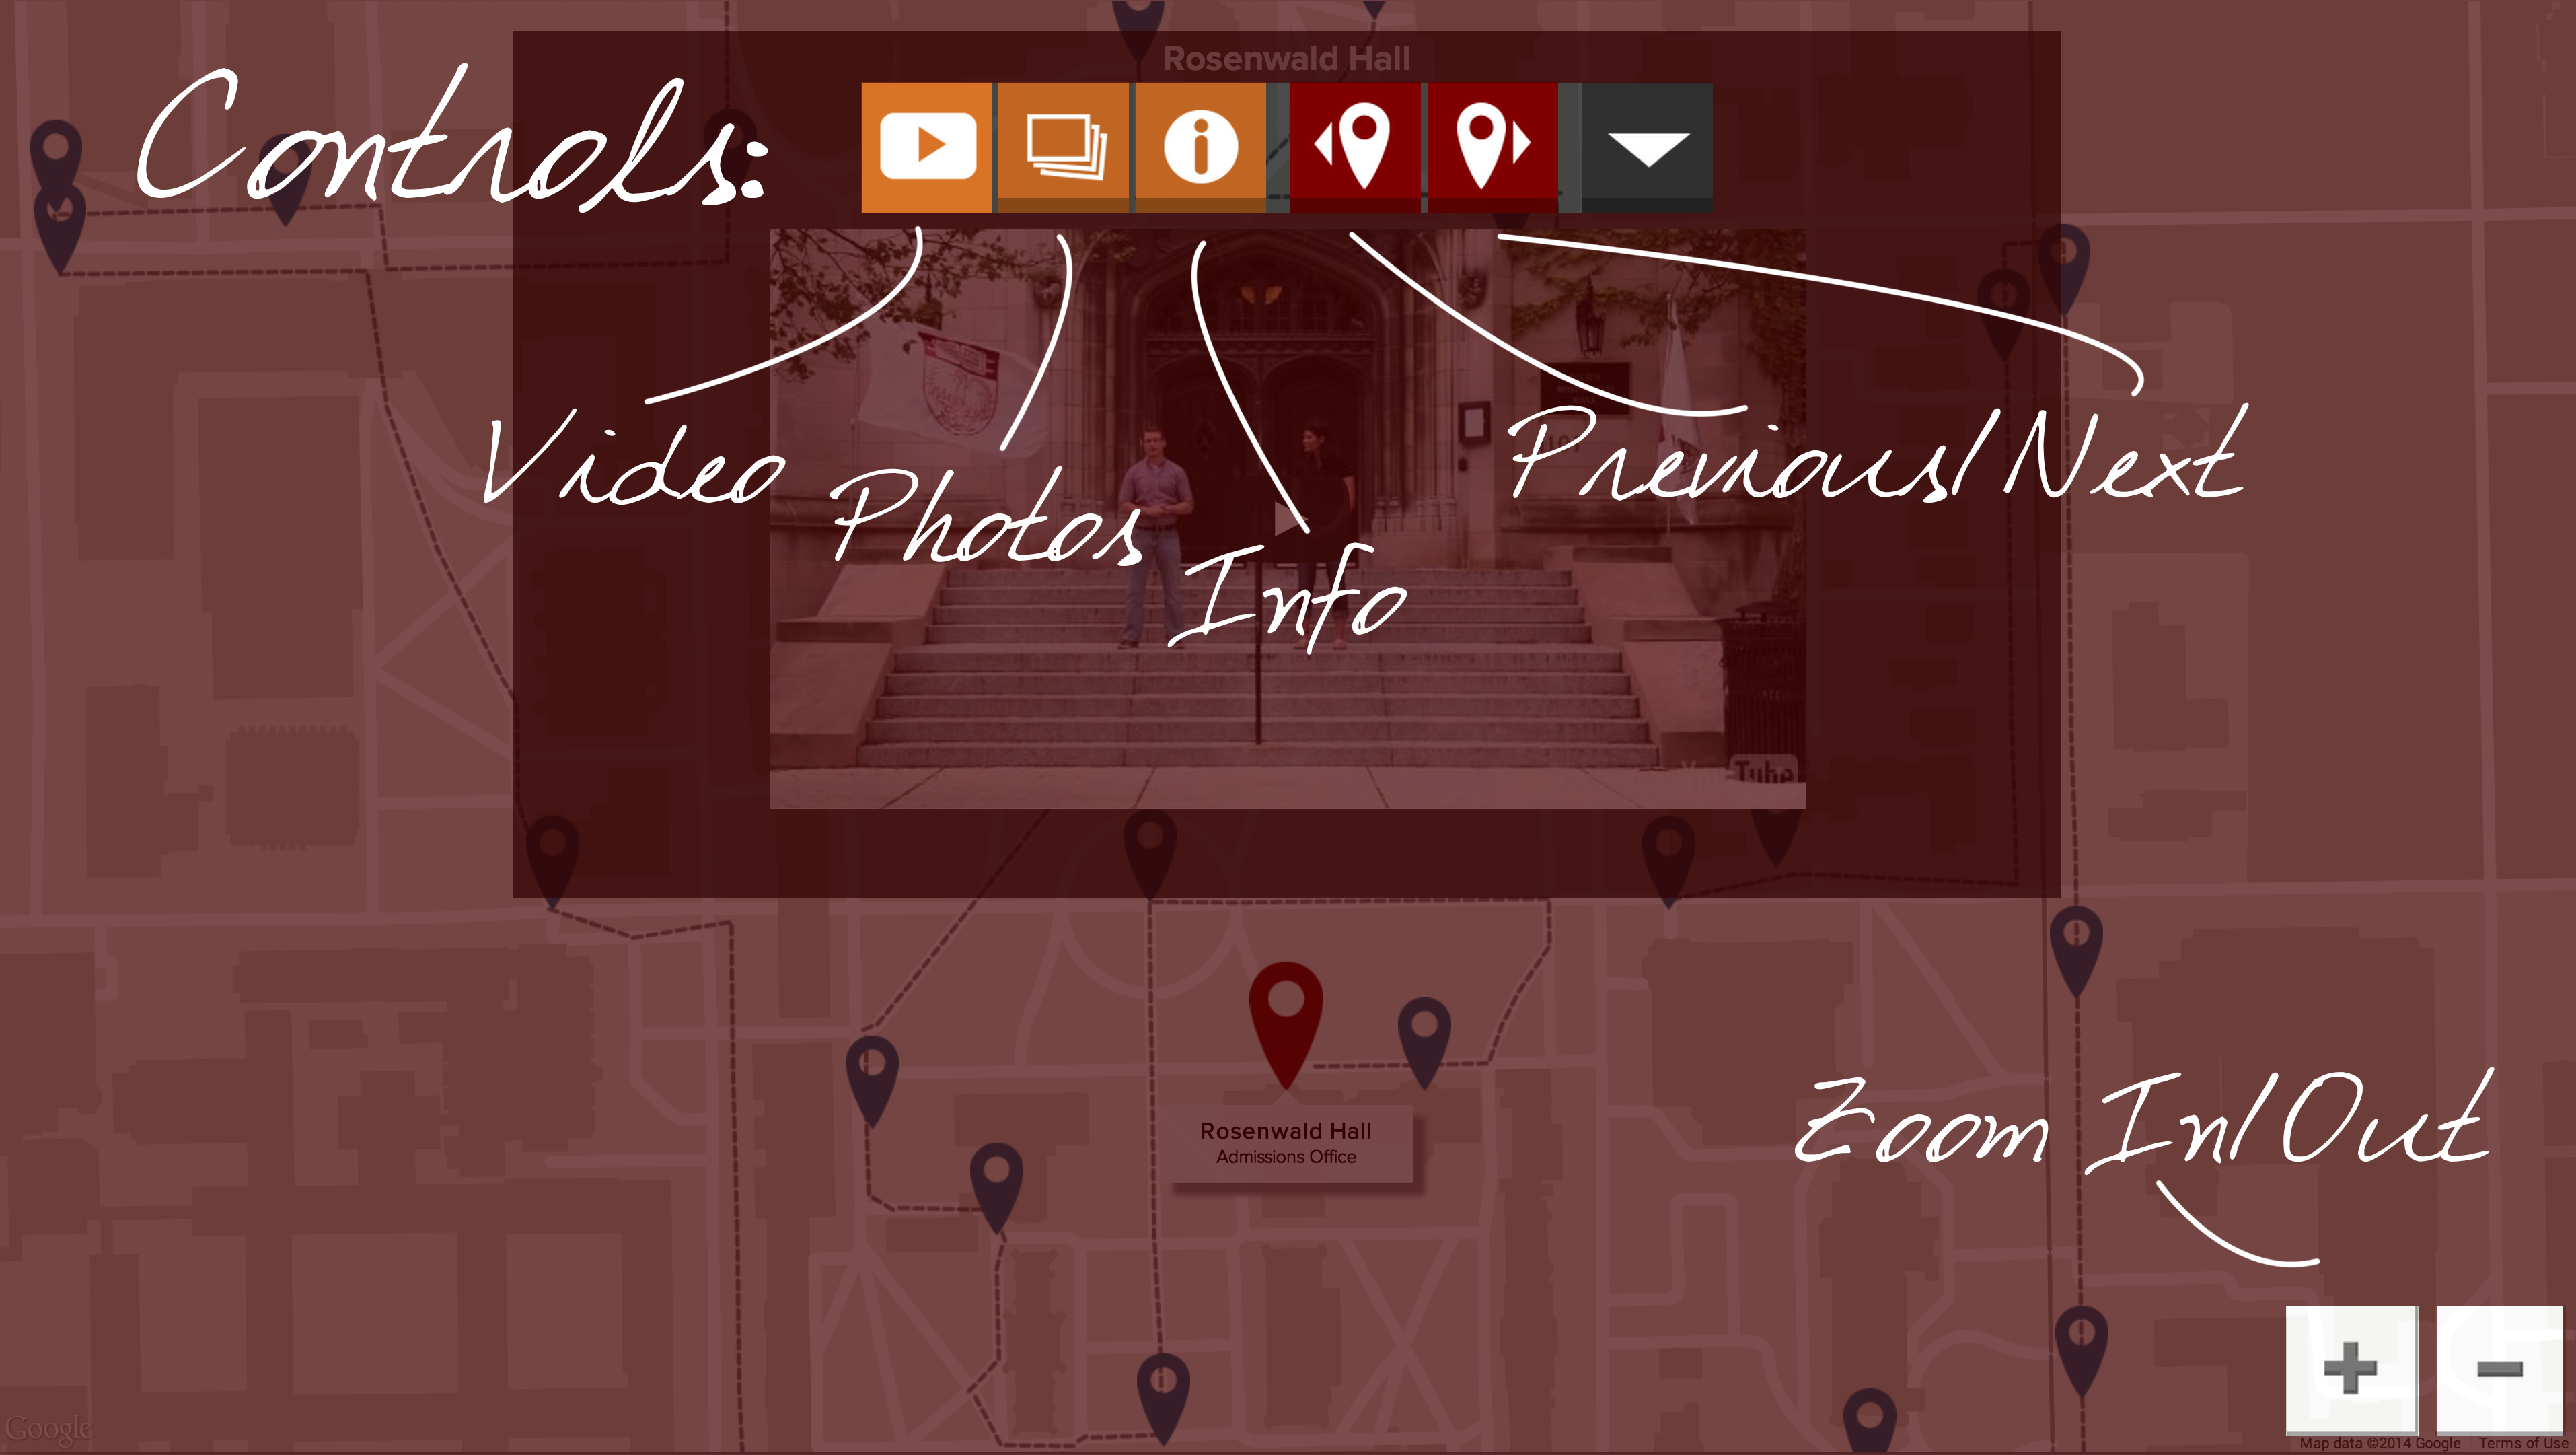 Rosenwald Hall
Controls:
Video
Photos
Info
Previous/Next
YouTube
Rosenwald Hall
Admissions Office
Zoom In/Out
Google
Map data ©2014 Google Terms of Use